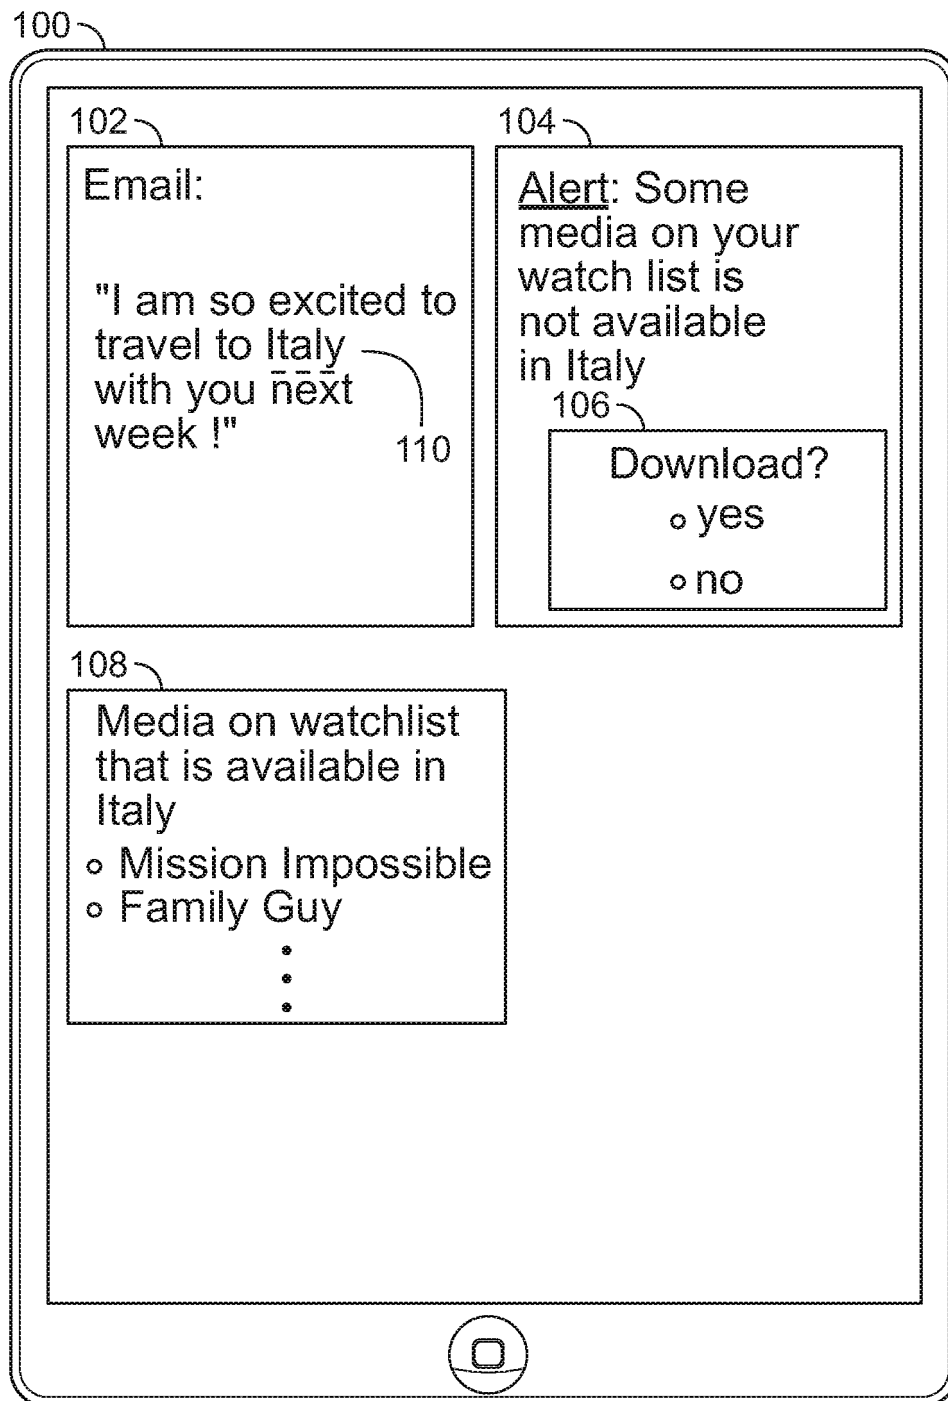 100
102
Email:
"I am so excited to
travel to Italy
with you next
week !"
110
104
Alert: Some
media on your
watch list is
not available
in Italy
106
Download?
yes
no
108
Media on watchlist
that is available in
Italy
Mission Impossible
Family Guy